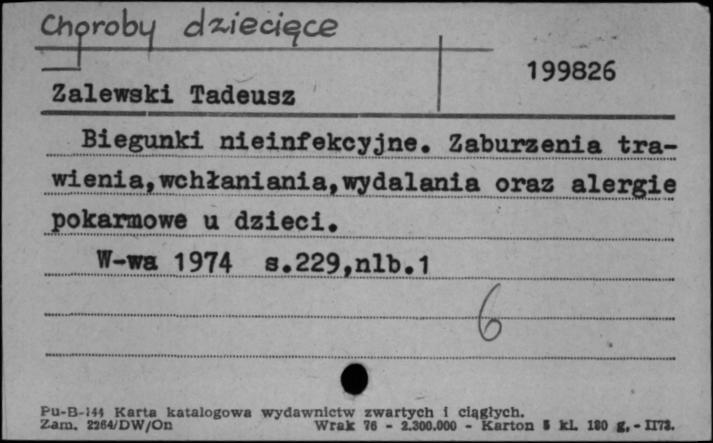 Choroby dziecięce
199826
Zalewski Tadeusz
Biegunki nieinfekcyjne. Zaburzenia tra-
wienia,wchłaniania,wydalania oraz alergie
pokarmowe u dzieci.
W-wa 1974 s.229,nlb.1
6
Pu-B-144 Karta katalogowa wydawnictw zwartych i ciągłych.
Zam. 2264/DW/On Wrak 76 - 2.300.000 - Karton 5 kl. 180 g, - II73.